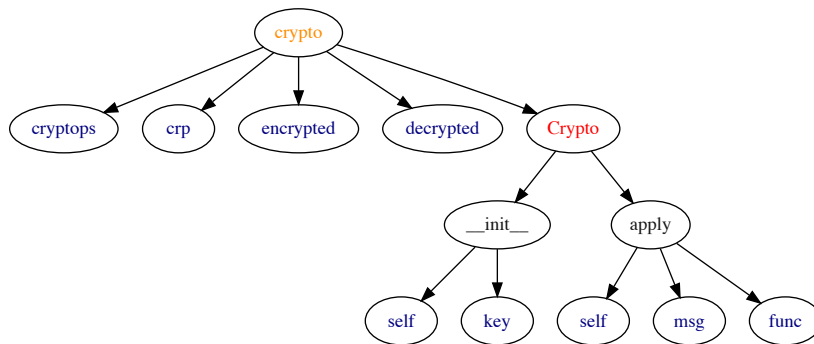 crypto
cryptops
crp
encrypted
decrypted
Crypto
__init__
apply
self
key
self
msg
func